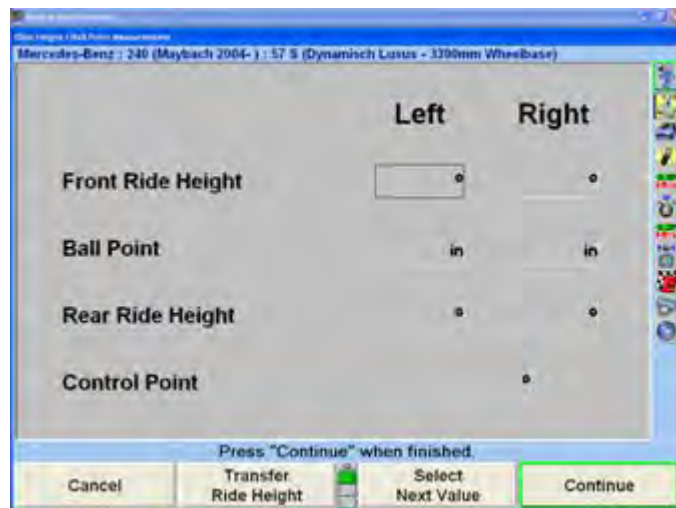 Mercedes-Benz : 240 (Maybach 2004- ) : 57 S (Dynamisch Luxus - 3390mm Wheelbase)
Left Right
Front Ride Height ° °
Ball Point in in
Rear Ride Height ° °
Control Point °
Press "Continue" when finished.
Cancel
Transfer
Ride Height
Select
Next Value
Continue